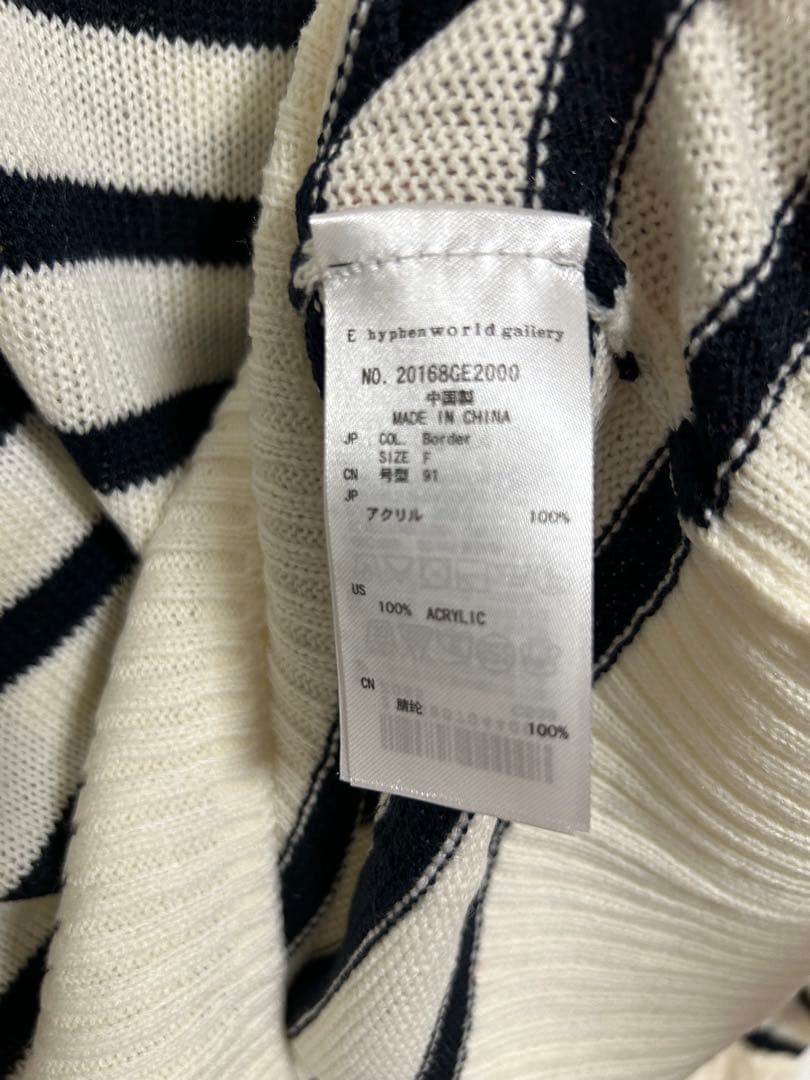 E hyphen world gallery
NO. 20168GE2000
中国製
MADE IN CHINA
JP COL. Border
SIZE F
CN 号型 91
JP
アクリル 100%
US
100% ACRYLIC
CN
腈纶 100%